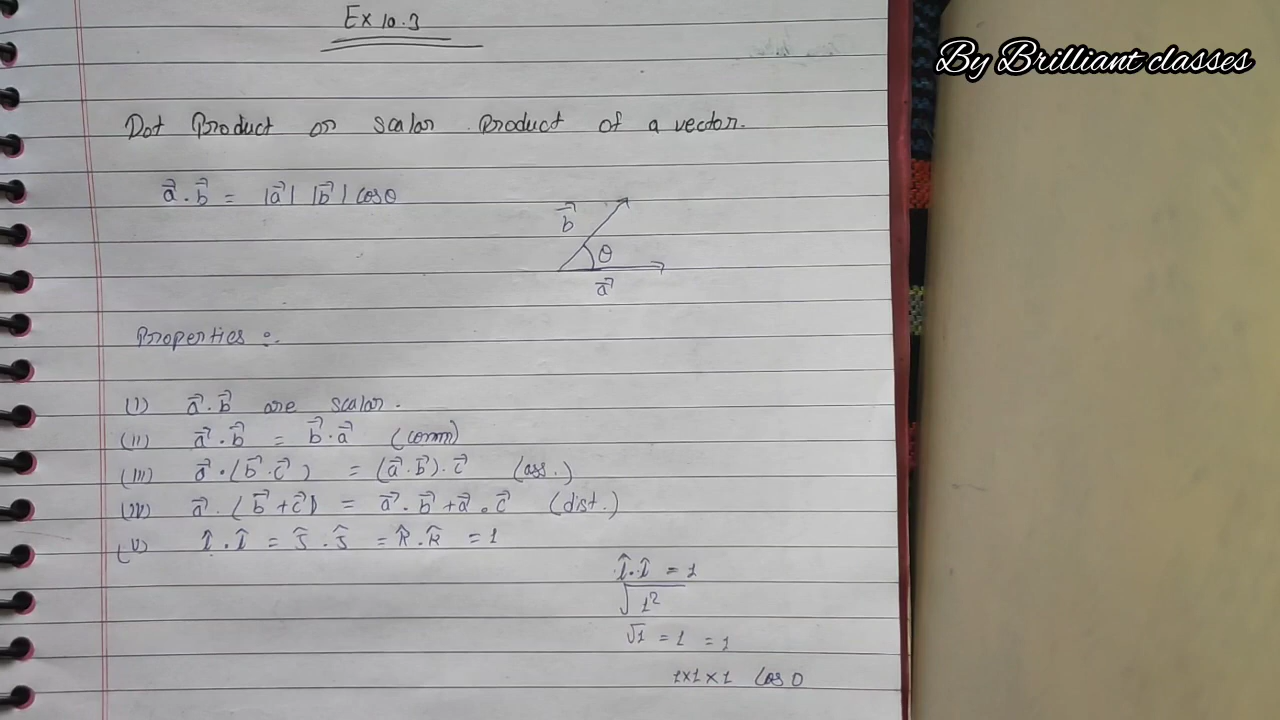 Ex 10.3
By Brilliant classes
Dot Product or scalar Product of a vector.
a⃗ . b⃗ = |a⃗| |b⃗| cosθ
b⃗
θ
a⃗
Properties :-
(I) a⃗ . b⃗ are scalar.
(II) a⃗ . b⃗ = b⃗ . a⃗ (comm)
(III) a⃗ . (b⃗ . c⃗) = (a⃗ . b⃗) . c⃗ (ass.)
(IV) a⃗ . (b⃗ + c⃗) = a⃗ . b⃗ + a⃗ . c⃗ (dist.)
(V) î . î = ĵ . ĵ = k̂ . k̂ = 1
î . î = 1
√1²
√1 = 1 = 1
1×1×1 Cos 0